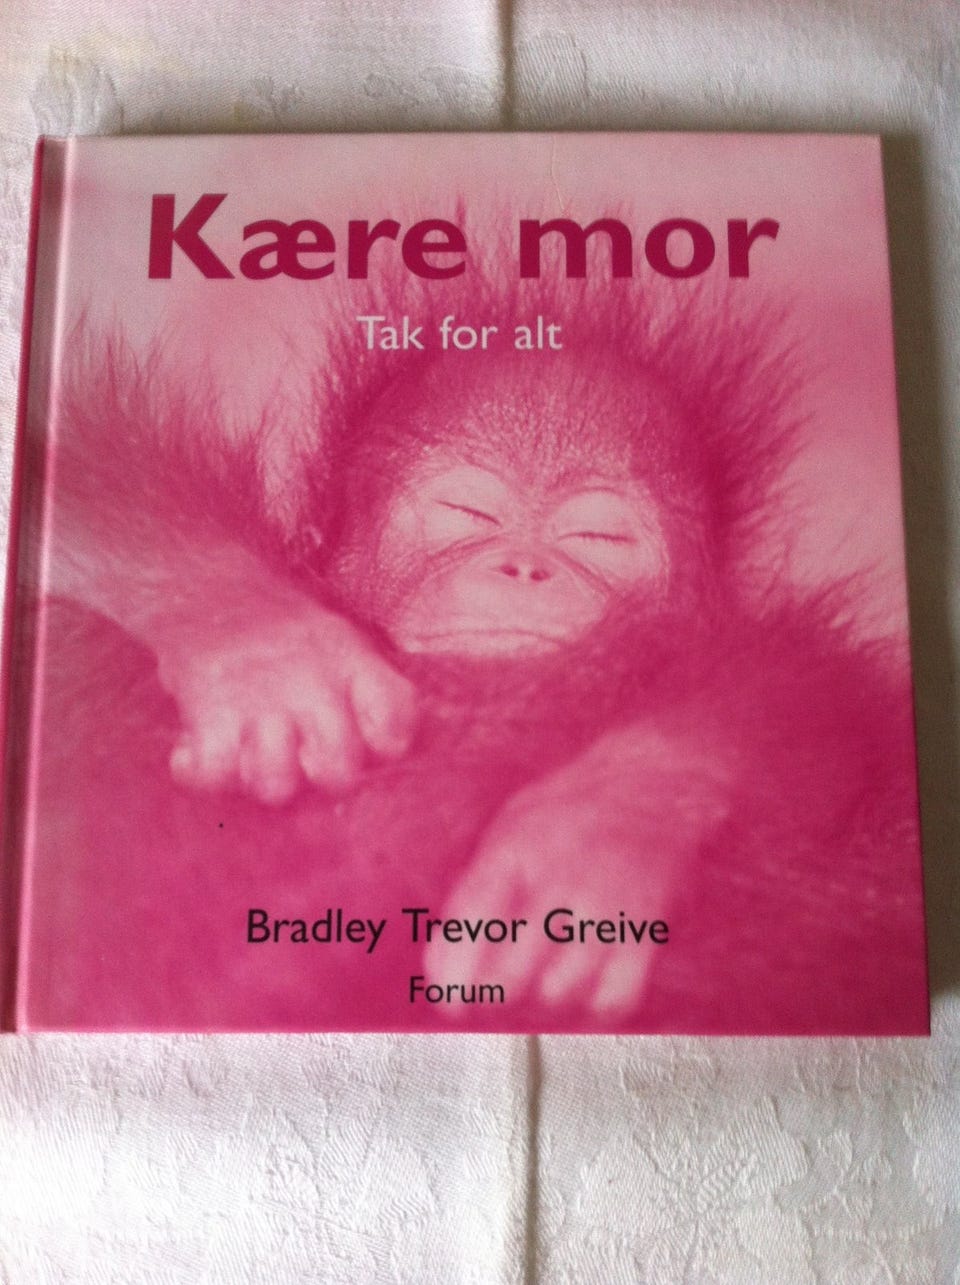 Kære mor
Tak for alt
Bradley Trevor Greive
Forum